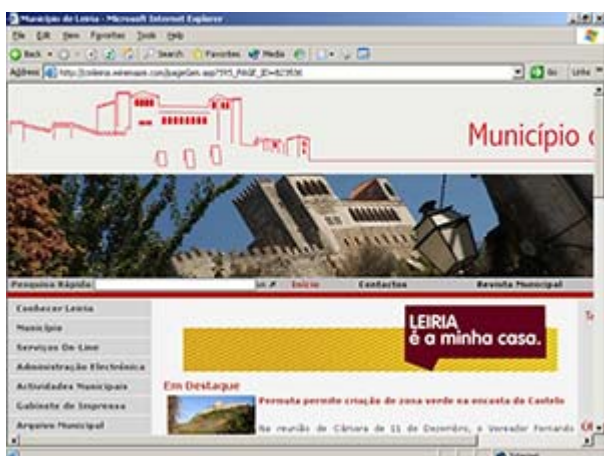 Município de Leiria - Microsoft Internet Explorer
File Edit View Favorites Tools Help
Back Search Favorites Media
Address
Go Links
Município
Pesquisa Rápida Início Contactos Revista Municipal
Conhecer Leiria
Município
Serviços On-Line
Administração Electrónica
Actividades Municipais
Gabinete de Imprensa
Arquivo Municipal
LEIRIA
é a minha casa.
Em Destaque
Permuta permite criação de zona verde na encosta do Castelo
Na reunião de Câmara de 11 de Dezembro, o Vereador Fernando
Internet